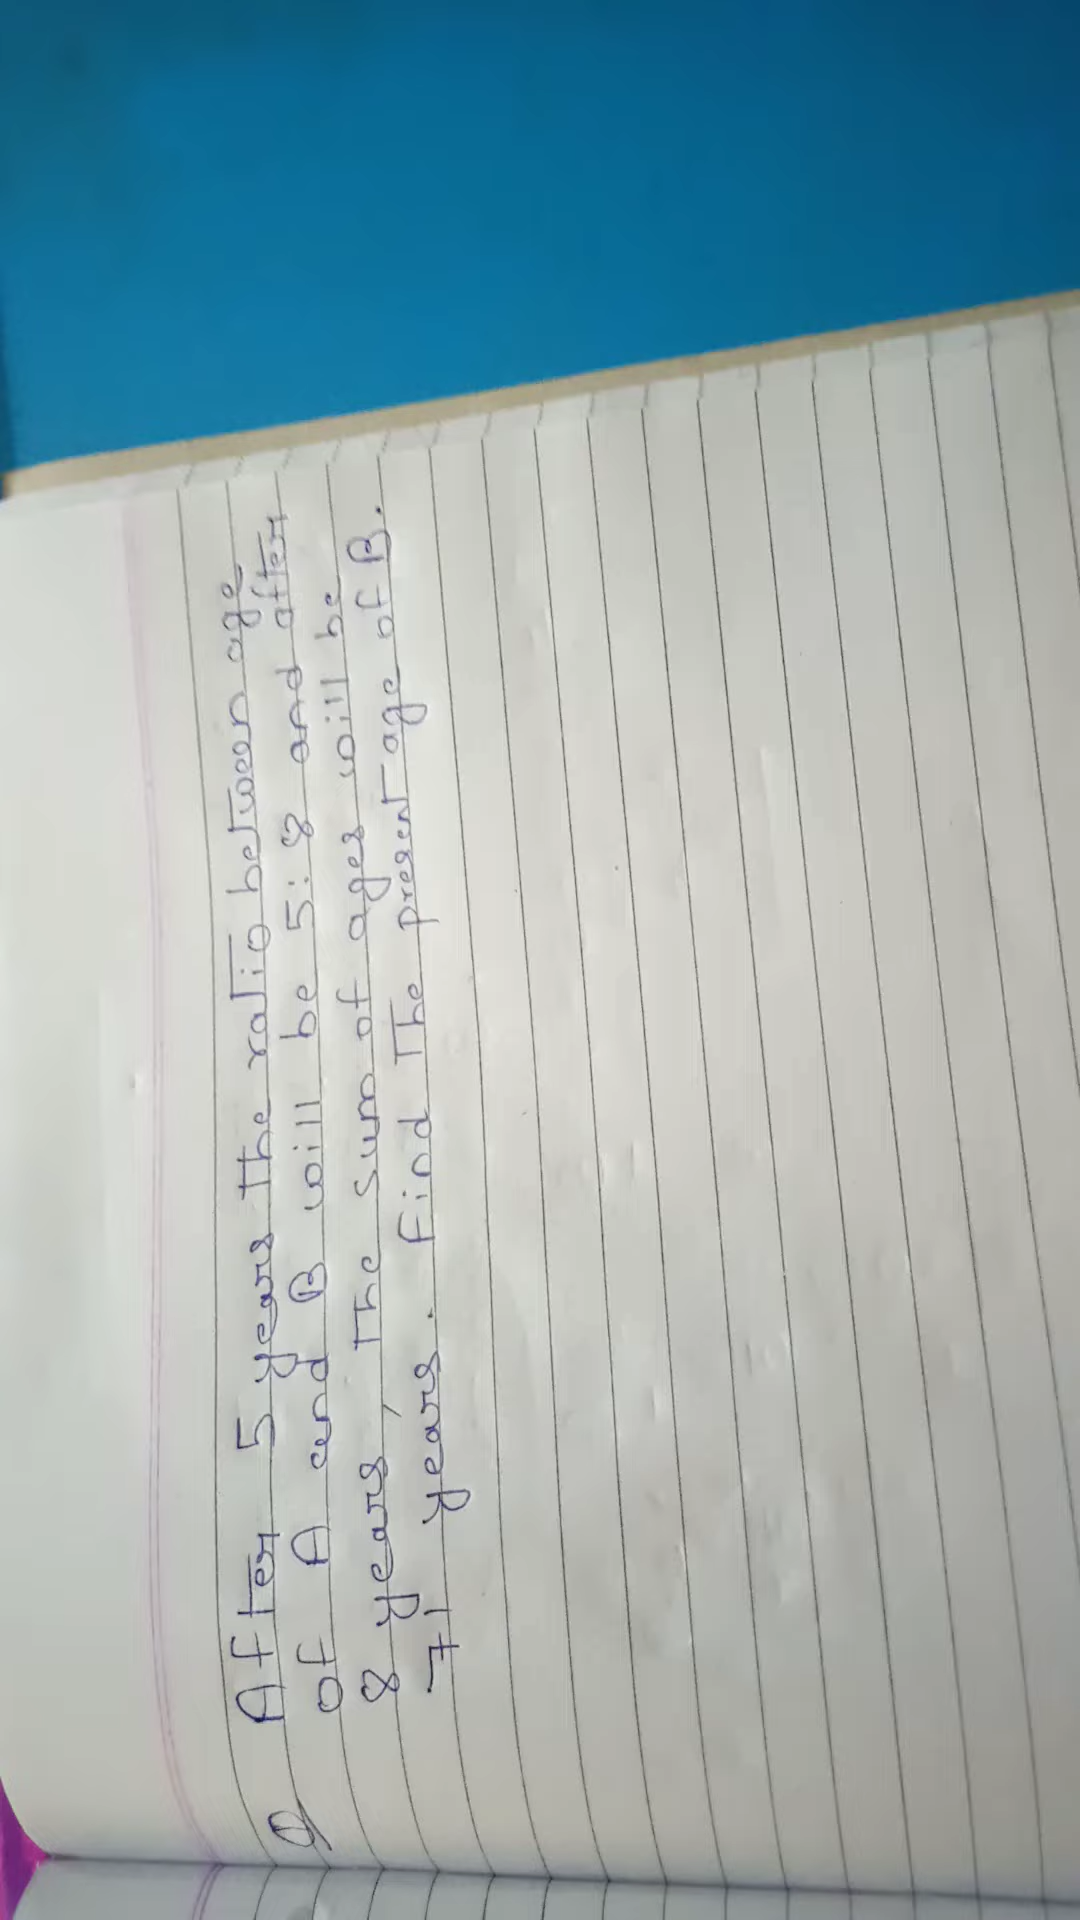 Q After 5 years the ratio between age
of A and B will be 5:8 and after
8 years, the sum of ages will be
71 years. Find the present age of B.